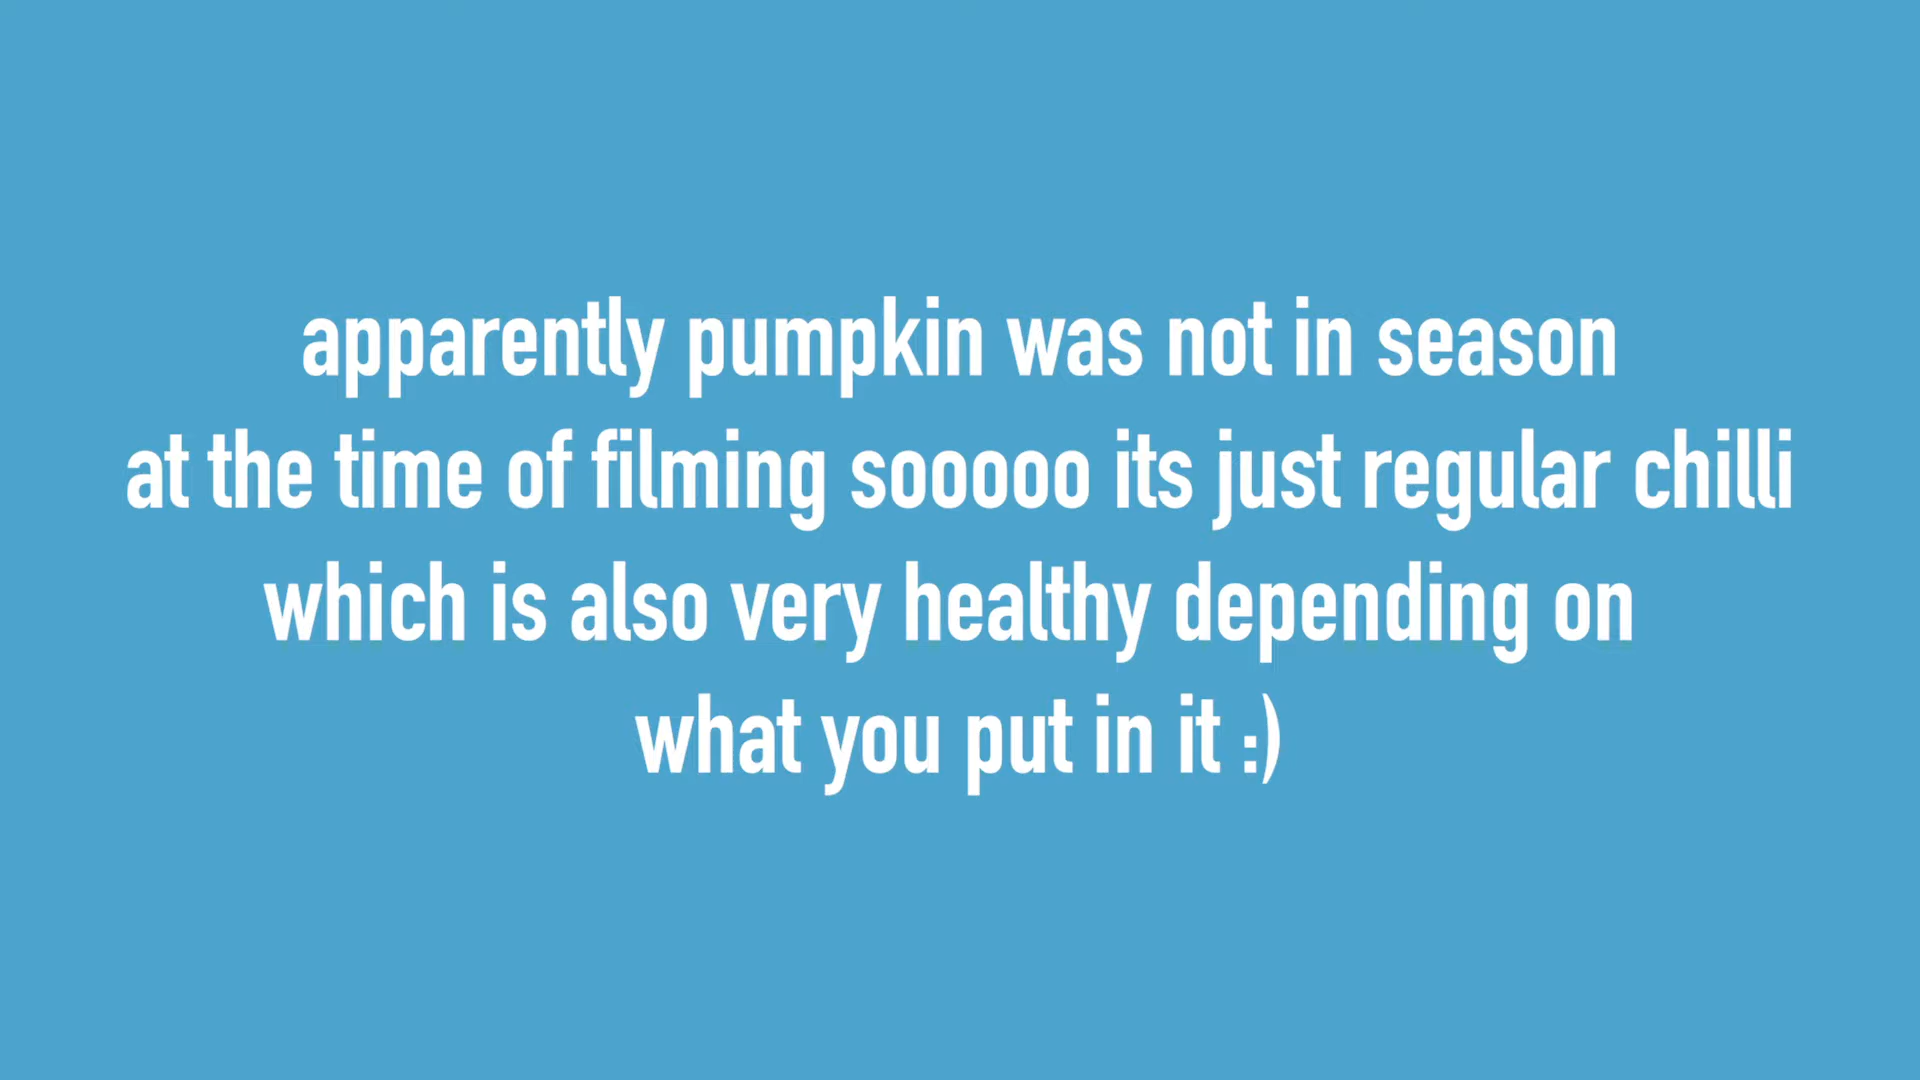 apparently pumpkin was not in season
at the time of filming sooooo its just regular chilli
which is also very healthy depending on
what you put in it :)